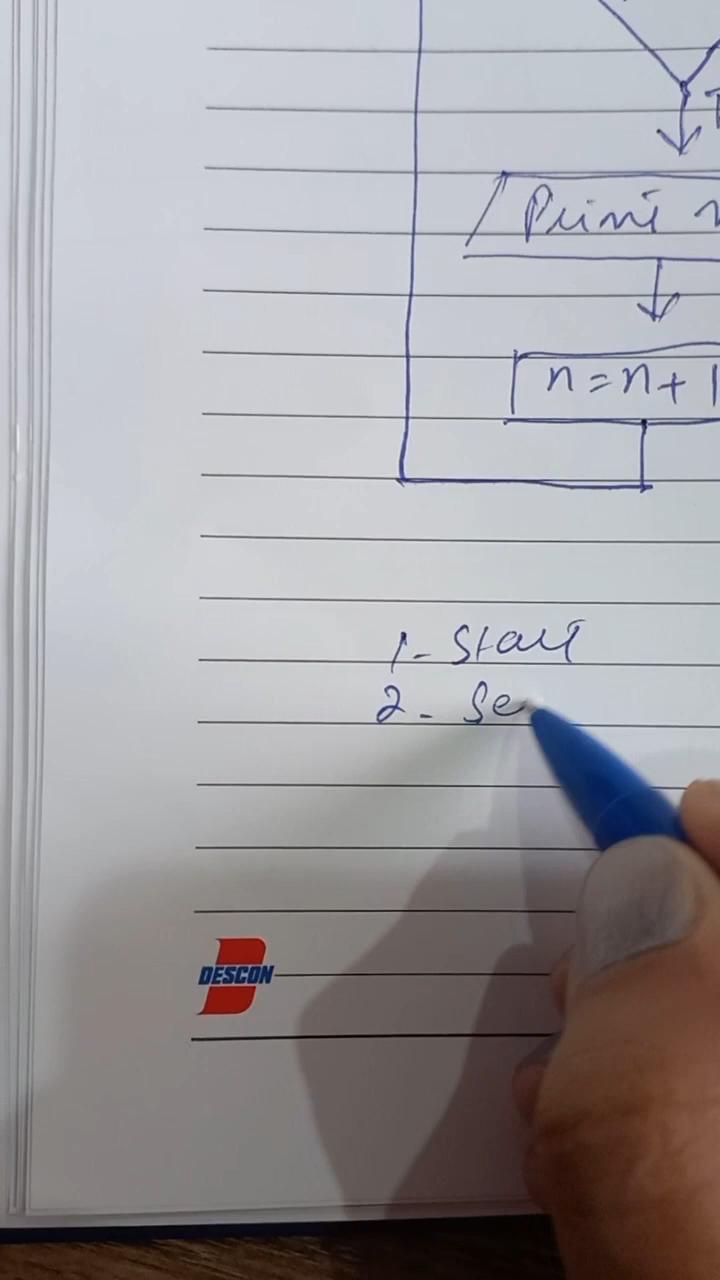 Print n
n=n+1
1- Start
2- Se
DESCON